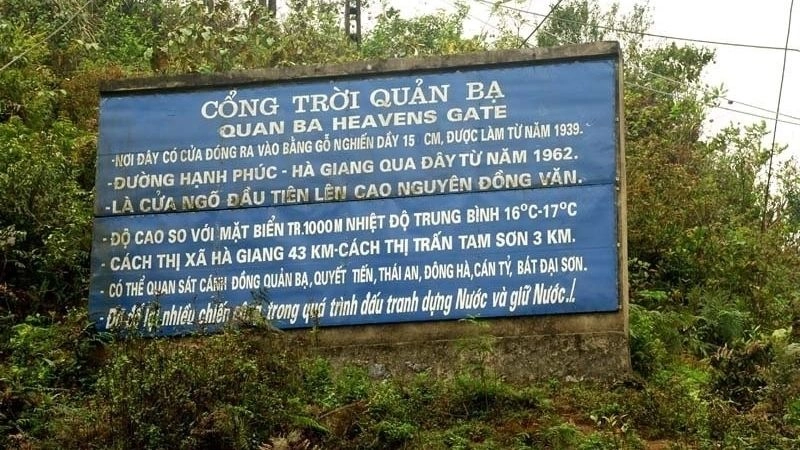 CỔNG TRỜI QUẢN BẠ
QUAN BA HEAVENS GATE
-NƠI ĐÂY CÓ CỬA ĐÓNG RA VÀO BẰNG GỖ NGHIẾN DẦY 15 CM, ĐƯỢC LÀM TỪ NĂM 1939.
-ĐƯỜNG HẠNH PHÚC - HÀ GIANG QUA ĐÂY TỪ NĂM 1962.
-LÀ CỬA NGÕ ĐẦU TIÊN LÊN CAO NGUYÊN ĐỒNG VĂN.
- ĐỘ CAO SO VỚI MẶT BIỂN TR.1000M NHIỆT ĐỘ TRUNG BÌNH 16°C-17°C
- CÁCH THỊ XÃ HÀ GIANG 43 KM-CÁCH THỊ TRẤN TAM SƠN 3 KM.
- CÓ THỂ QUAN SÁT CÁNH ĐỒNG QUẢN BẠ, QUYẾT TIẾN, THÁI AN, ĐÔNG HÀ, CÁN TỶ, BÁT ĐẠI SƠN.
- nhiều chiến trong quá trình đấu tranh dựng Nước và giữ Nước./.